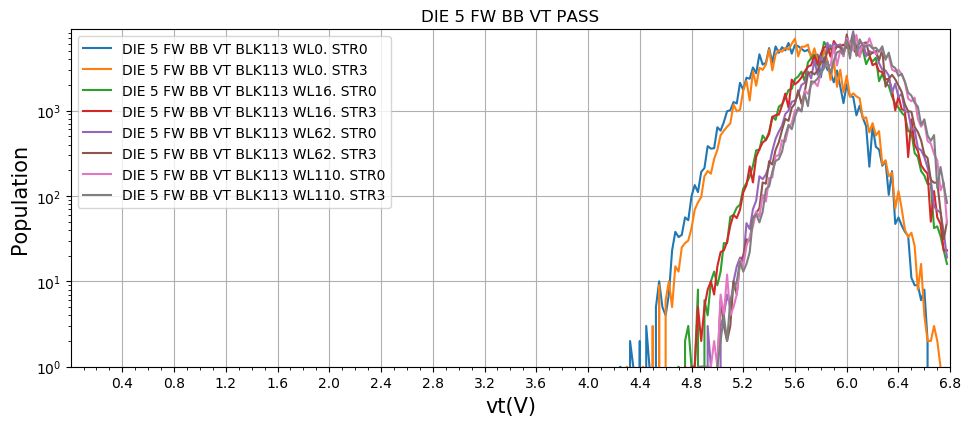 DIE 5 FW BB VT PASS
DIE 5 FW BB VT BLK113 WL0. STR0
DIE 5 FW BB VT BLK113 WL0. STR3
DIE 5 FW BB VT BLK113 WL16. STR0
DIE 5 FW BB VT BLK113 WL16. STR3
DIE 5 FW BB VT BLK113 WL62. STR0
DIE 5 FW BB VT BLK113 WL62. STR3
DIE 5 FW BB VT BLK113 WL110. STR0
DIE 5 FW BB VT BLK113 WL110. STR3
Population
10³
10²
10¹
10⁰
0.4 0.8 1.2 1.6 2.0 2.4 2.8 3.2 3.6 4.0 4.4 4.8 5.2 5.6 6.0 6.4 6.8
vt(V)